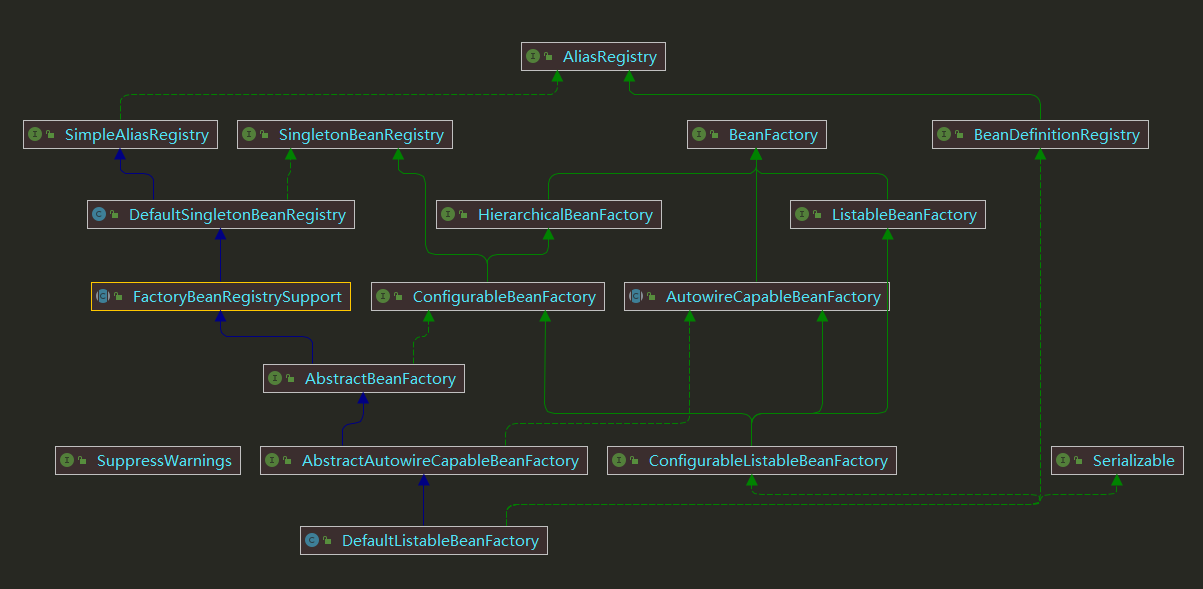 AliasRegistry
SimpleAliasRegistry
SingletonBeanRegistry
BeanFactory
BeanDefinitionRegistry
DefaultSingletonBeanRegistry
HierarchicalBeanFactory
ListableBeanFactory
FactoryBeanRegistrySupport
ConfigurableBeanFactory
AutowireCapableBeanFactory
AbstractBeanFactory
SuppressWarnings
AbstractAutowireCapableBeanFactory
ConfigurableListableBeanFactory
Serializable
DefaultListableBeanFactory